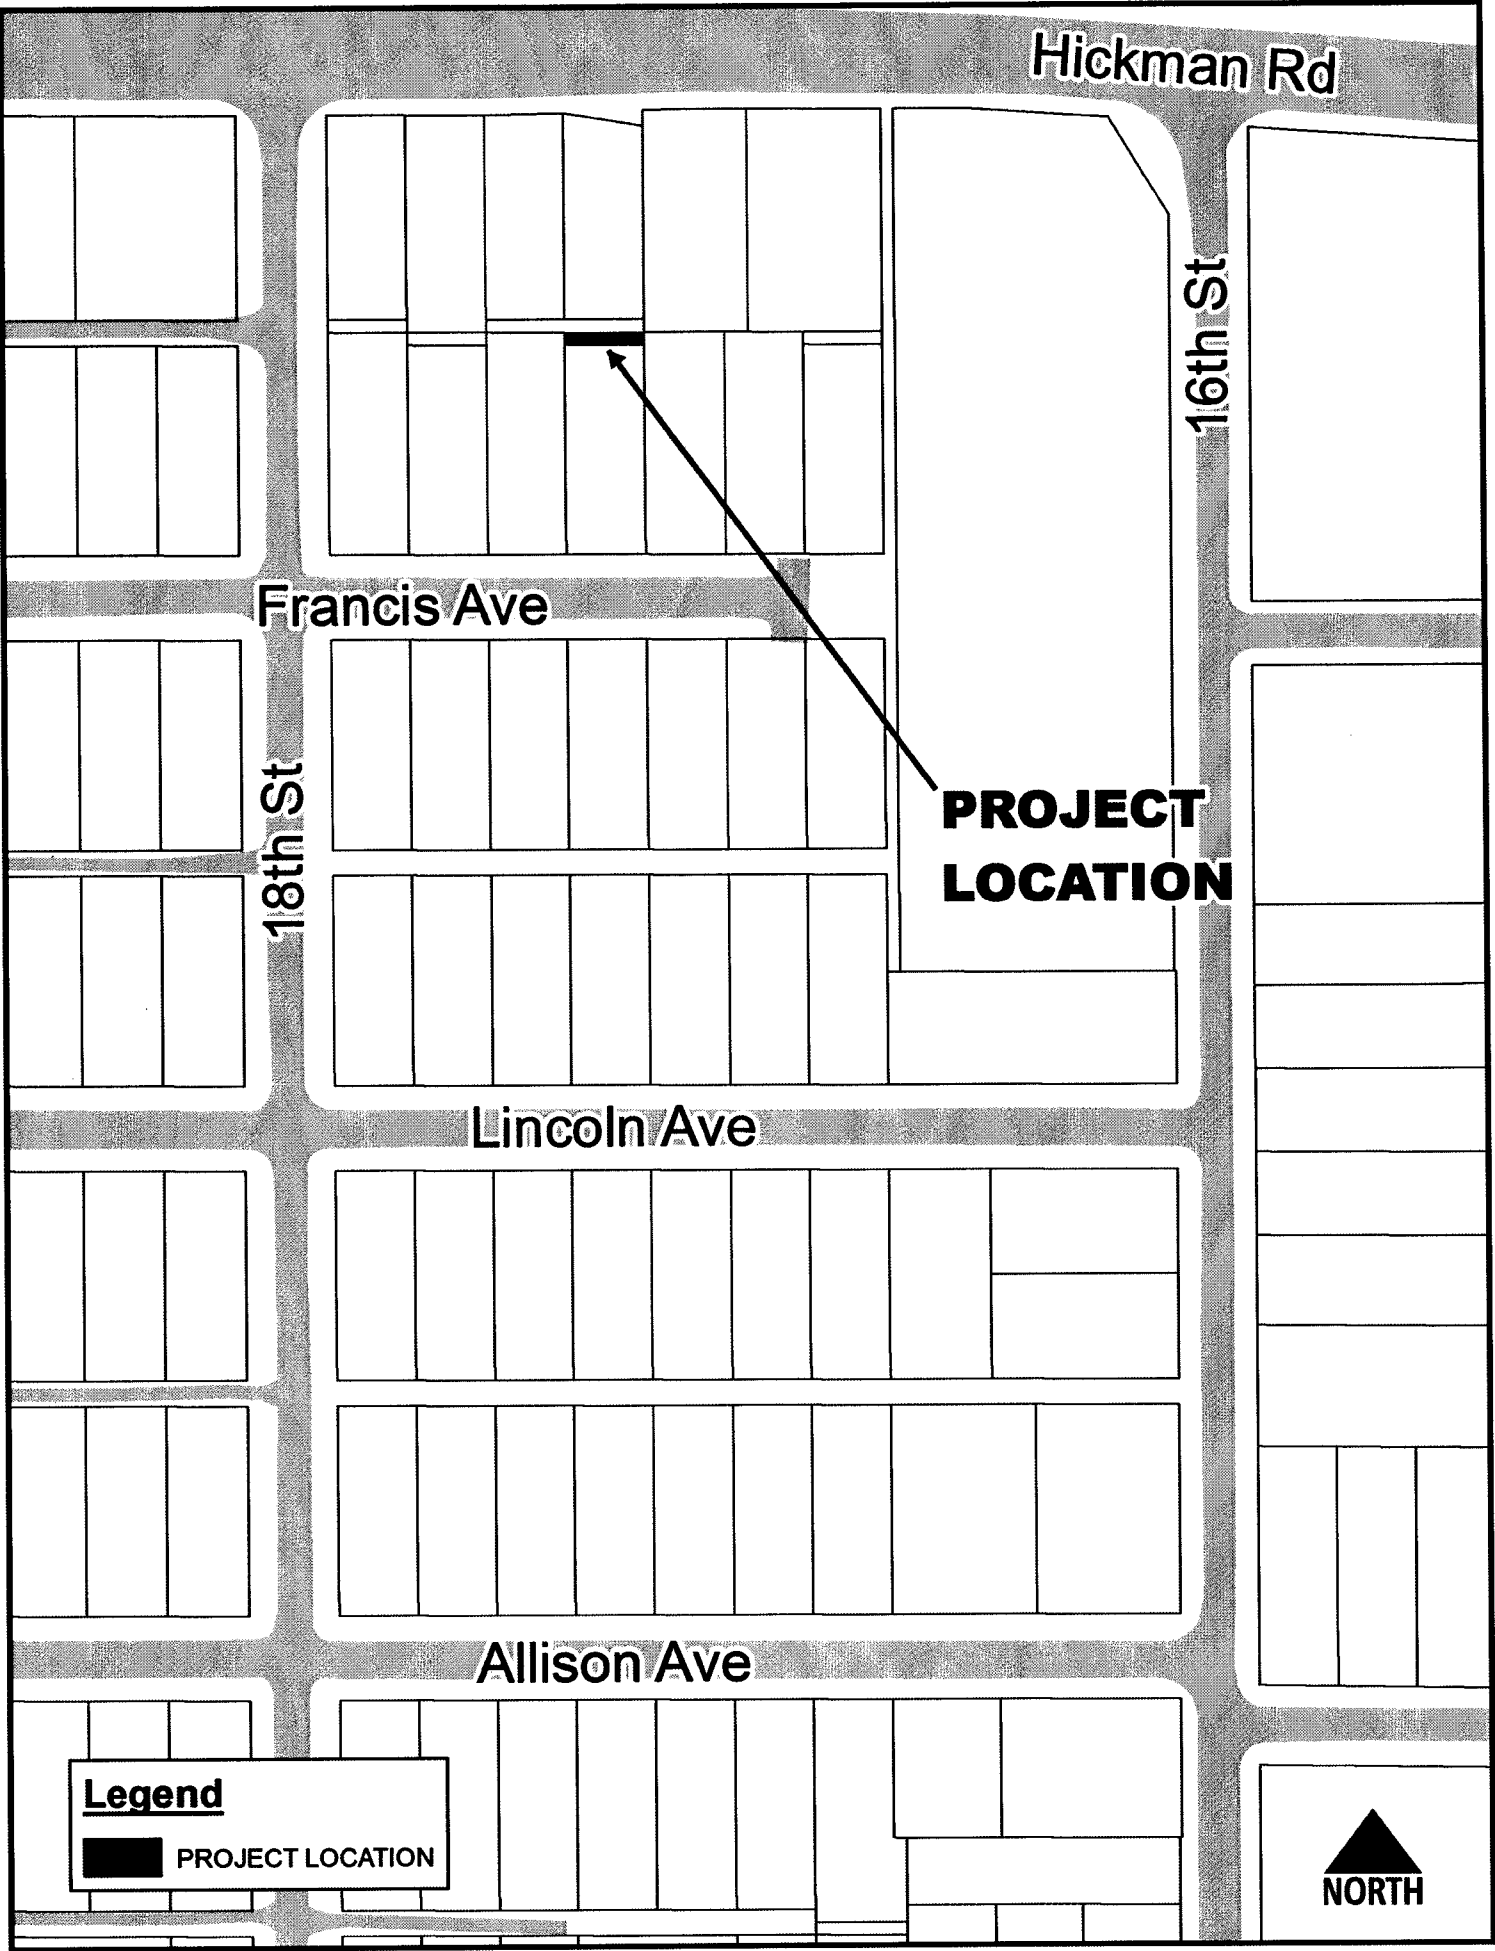 Hickman Rd
16th St
Francis Ave
18th St
PROJECT
LOCATION
Lincoln Ave
Allison Ave
Legend
PROJECT LOCATION
NORTH